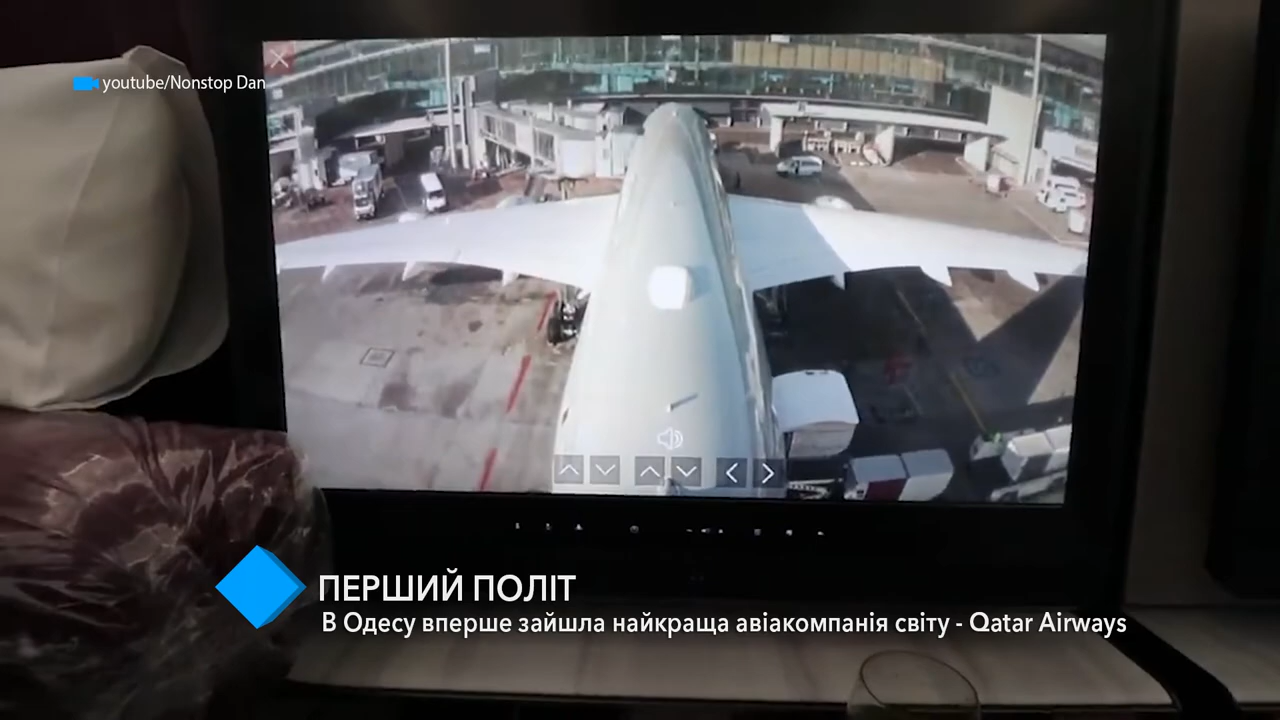 youtube/Nonstop Dan
ПЕРШИЙ ПОЛІТ
В Одесу вперше зайшла найкраща авіакомпанія світу - Qatar Airways